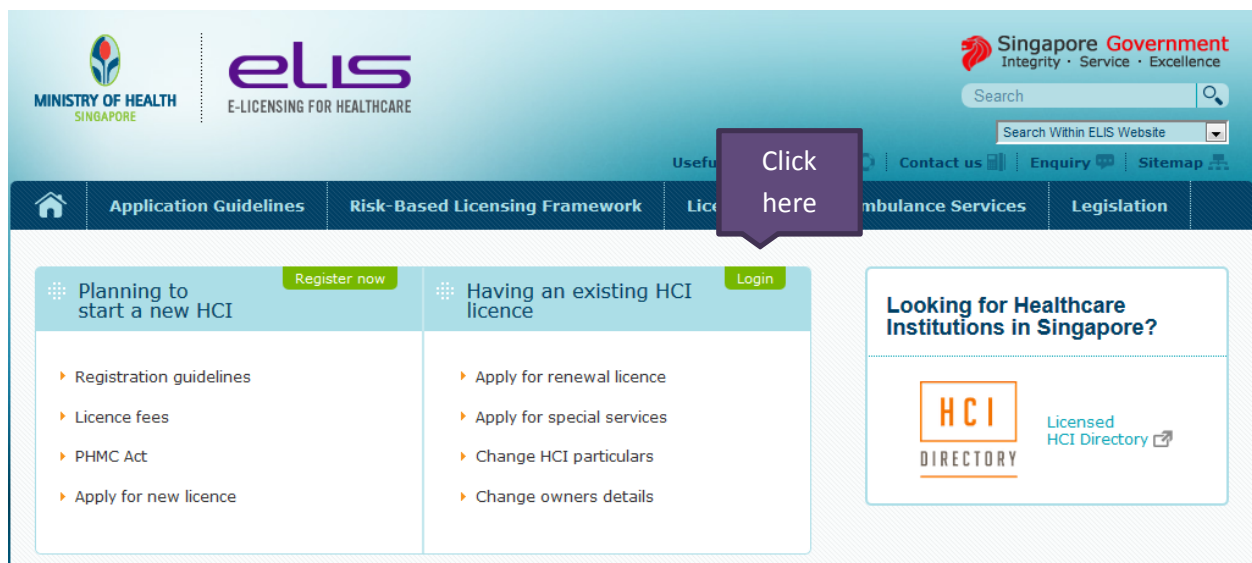 MINISTRY OF HEALTH
SINGAPORE
eLIS
E-LICENSING FOR HEALTHCARE
Singapore Government
Integrity · Service · Excellence
Search
Search Within ELIS Website
Contact us
Enquiry
Sitemap
Click
here
Application Guidelines
Risk-Based Licensing Framework
Services
Legislation
Planning to
start a new HCI
Register now
Having an existing HCI
licence
Login
Registration guidelines
Licence fees
PHMC Act
Apply for new licence
Apply for renewal licence
Apply for special services
Change HCI particulars
Change owners details
Looking for Healthcare
Institutions in Singapore?
HCI
DIRECTORY
Licensed
HCI Directory